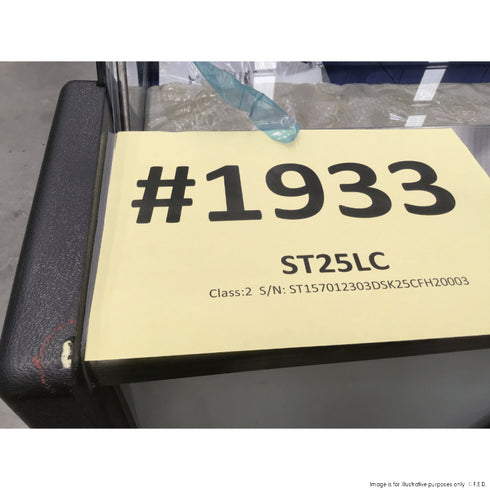 #1933
ST25LC
Class:2 S/N: ST157012303DSK25CFH20003
Image is for illustrative purposes only © F.E.D.